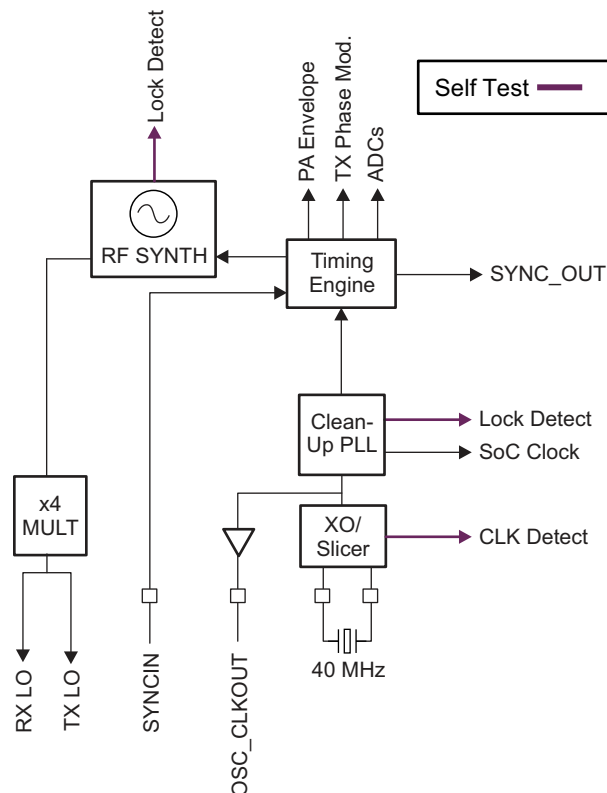 Lock Detect
PA Envelope
TX Phase Mod.
ADCs
Self Test
RF SYNTH
Timing
Engine
SYNC_OUT
Clean-
Up PLL
Lock Detect
SoC Clock
x4
MULT
XO/
Slicer
CLK Detect
40 MHz
RX LO
TX LO
SYNCIN
OSC_CLKOUT